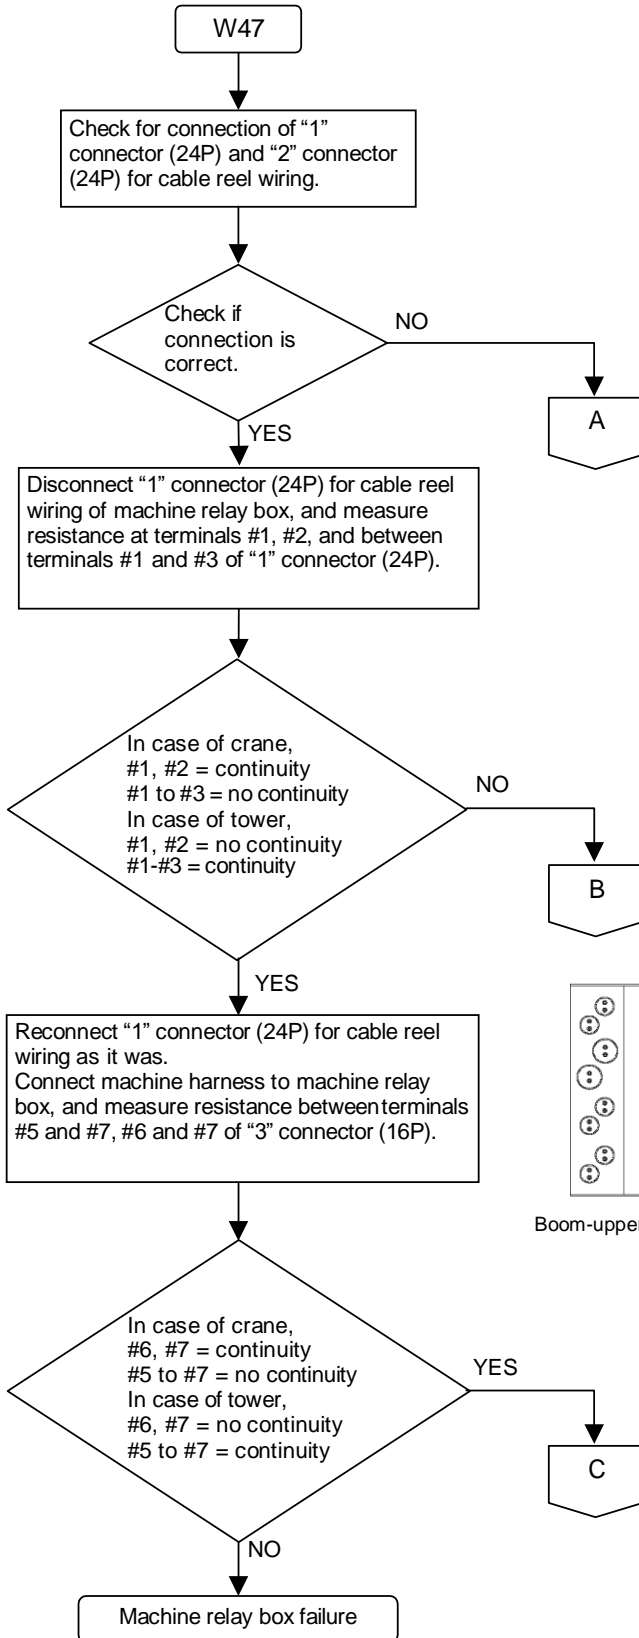 W47
Check for connection of “1”
connector (24P) and “2” connector
(24P) for cable reel wiring.
Check if
connection is
correct.
NO
A
YES
Disconnect “1” connector (24P) for cable reel
wiring of machine relay box, and measure
resistance at terminals #1, #2, and between
terminals #1 and #3 of “1” connector (24P).
In case of crane,
#1, #2 = continuity
#1 to #3 = no continuity
In case of tower,
#1, #2 = no continuity
#1-#3 = continuity
NO
B
YES
Reconnect “1” connector (24P) for cable reel
wiring as it was.
Connect machine harness to machine relay
box, and measure resistance between terminals
#5 and #7, #6 and #7 of “3” connector (16P).
Boom-upper
In case of crane,
#6, #7 = continuity
#5 to #7 = no continuity
In case of tower,
#6, #7 = no continuity
#5 to #7 = continuity
YES
C
NO
Machine relay box failure